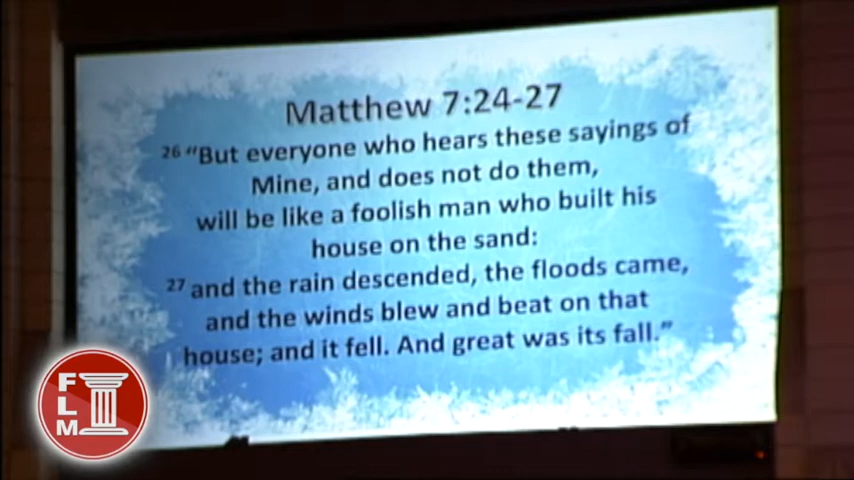 Matthew 7:24-27
26 “But everyone who hears these sayings of
Mine, and does not do them,
will be like a foolish man who built his
house on the sand:
27 and the rain descended, the floods came,
and the winds blew and beat on that
house; and it fell. And great was its fall.”
F
L
M